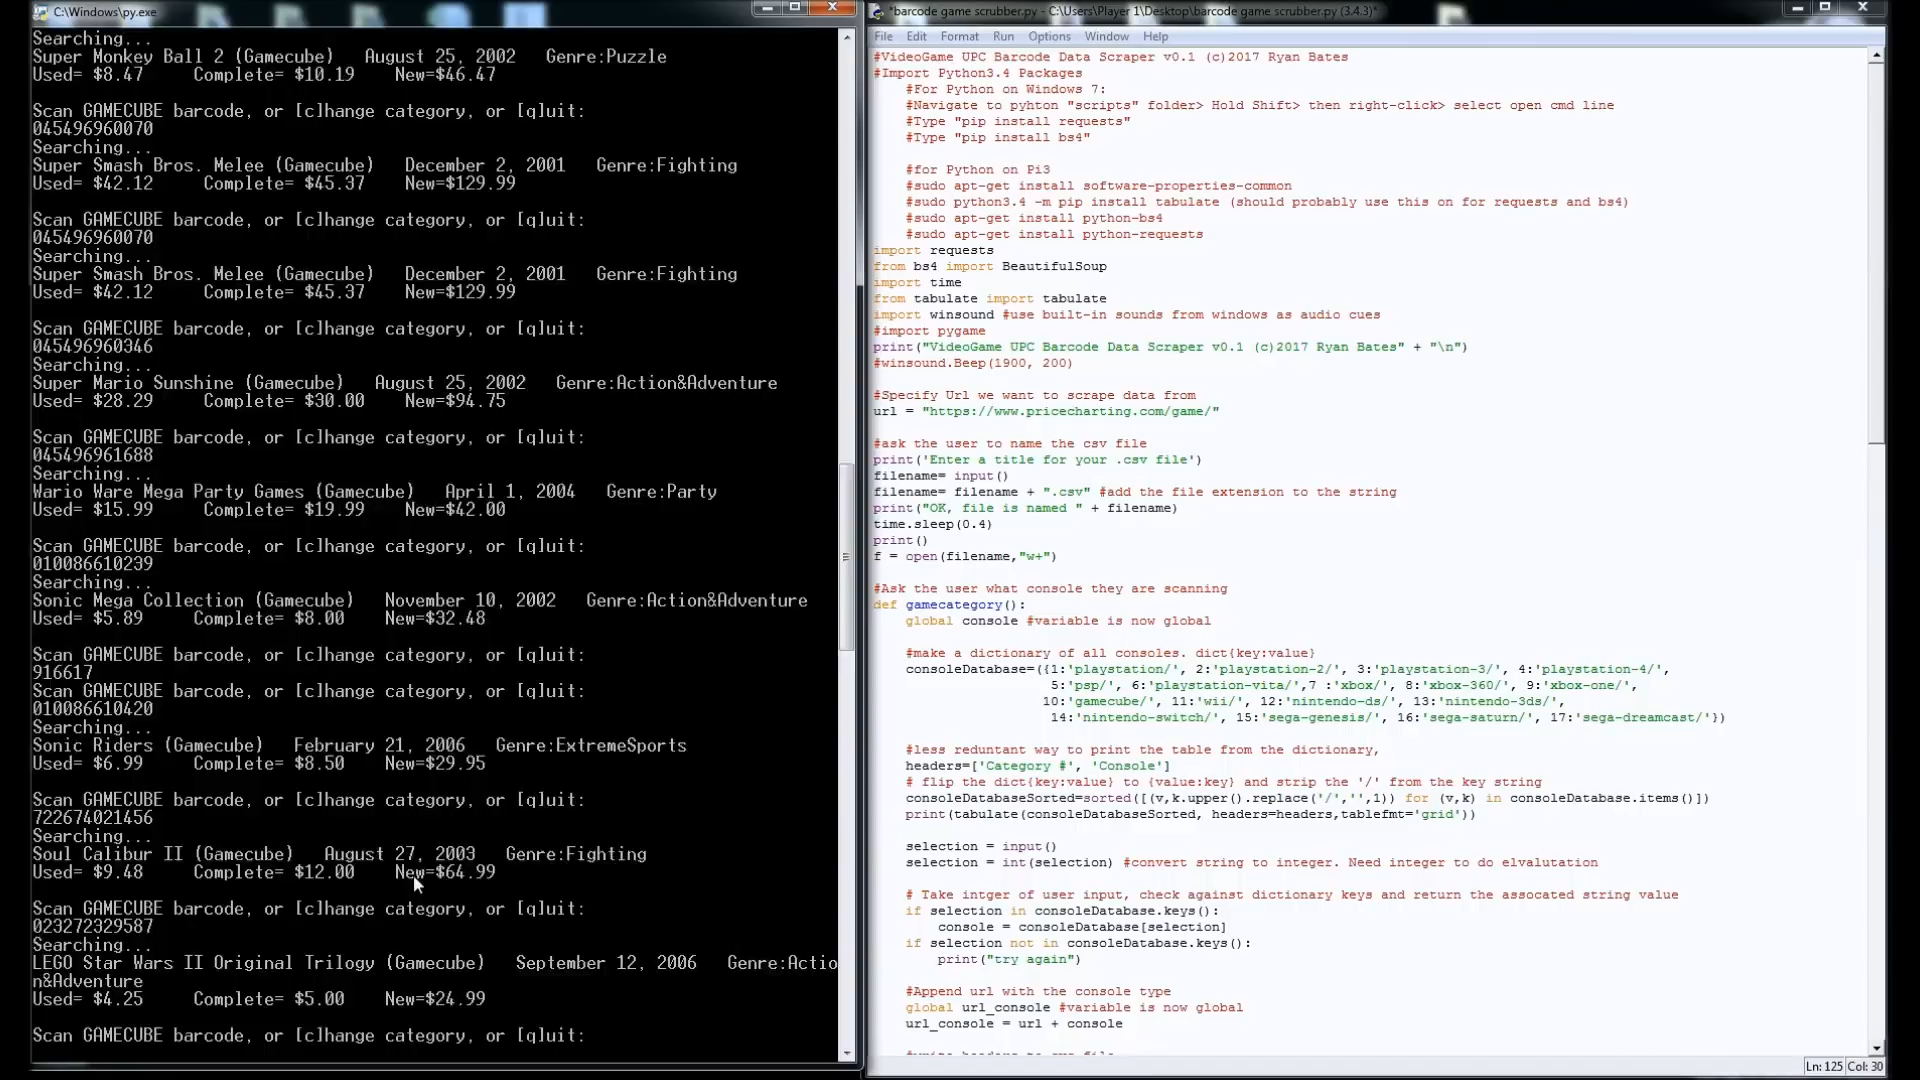 C:\Windows\py.exe
Searching...
Super Monkey Ball 2 (Gamecube)   August 25, 2002   Genre:Puzzle
Used= $8.47     Complete= $10.19   New=$46.47
Scan GAMECUBE barcode, or [c]hange category, or [q]uit:
045496960070
Searching...
Super Smash Bros. Melee (Gamecube)   December 2, 2001   Genre:Fighting
Used= $42.12     Complete= $45.37    New=$129.99
Scan GAMECUBE barcode, or [c]hange category, or [q]uit:
045496960070
Searching...
Super Smash Bros. Melee (Gamecube)   December 2, 2001   Genre:Fighting
Used= $42.12     Complete= $45.37    New=$129.99
Scan GAMECUBE barcode, or [c]hange category, or [q]uit:
045496960346
Searching...
Super Mario Sunshine (Gamecube)   August 25, 2002   Genre:Action&Adventure
Used= $28.29     Complete= $30.00    New=$94.75
Scan GAMECUBE barcode, or [c]hange category, or [q]uit:
045496961688
Searching...
Wario Ware Mega Party Games (Gamecube)   April 1, 2004   Genre:Party
Used= $15.99     Complete= $19.99    New=$42.00
Scan GAMECUBE barcode, or [c]hange category, or [q]uit:
010086610239
Searching...
Sonic Mega Collection (Gamecube)   November 10, 2002   Genre:Action&Adventure
Used= $5.89     Complete= $8.00    New=$32.48
Scan GAMECUBE barcode, or [c]hange category, or [q]uit:
916617
Scan GAMECUBE barcode, or [c]hange category, or [q]uit:
010086610420
Searching...
Sonic Riders (Gamecube)   February 21, 2006   Genre:ExtremeSports
Used= $6.99     Complete= $8.50    New=$29.95
Scan GAMECUBE barcode, or [c]hange category, or [q]uit:
722674021456
Searching...
Soul Calibur II (Gamecube)   August 27, 2003   Genre:Fighting
Used= $9.48     Complete= $12.00    New=$64.99
Scan GAMECUBE barcode, or [c]hange category, or [q]uit:
023272329587
Searching...
LEGO Star Wars II Original Trilogy (Gamecube)   September 12, 2006   Genre:Actio
n&Adventure
Used= $4.25     Complete= $5.00    New=$24.99
Scan GAMECUBE barcode, or [c]hange category, or [q]uit:
*barcode game scrubber.py - C:\Users\Player 1\Desktop\barcode game scrubber.py (3.4.3)*
File Edit Format Run Options Window Help
#VideoGame UPC Barcode Data Scraper v0.1 (c)2017 Ryan Bates
#Import Python3.4 Packages
    #For Python on Windows 7:
    #Navigate to pyhton "scripts" folder> Hold Shift> then right-click> select open cmd line
    #Type "pip install requests"
    #Type "pip install bs4"
    #for Python on Pi3
    #sudo apt-get install software-properties-common
    #sudo python3.4 -m pip install tabulate (should probably use this on for requests and bs4)
    #sudo apt-get install python-bs4
    #sudo apt-get install python-requests
import requests
from bs4 import BeautifulSoup
import time
from tabulate import tabulate
import winsound #use built-in sounds from windows as audio cues
#import pygame
print("VideoGame UPC Barcode Data Scraper v0.1 (c)2017 Ryan Bates" + "\n")
#winsound.Beep(1900, 200)
#Specify Url we want to scrape data from
url = "https://www.pricecharting.com/game/"
#ask the user to name the csv file
print('Enter a title for your .csv file')
filename= input()
filename= filename + ".csv" #add the file extension to the string
print("OK, file is named " + filename)
time.sleep(0.4)
print()
f = open(filename,"w+")
#Ask the user what console they are scanning
def gamecategory():
    global console #variable is now global
    #make a dictionary of all consoles. dict{key:value}
    consoleDatabase=({1:'playstation/', 2:'playstation-2/', 3:'playstation-3/', 4:'playstation-4/',
                      5:'psp/', 6:'playstation-vita/',7 :'xbox/', 8:'xbox-360/', 9:'xbox-one/',
                     10:'gamecube/', 11:'wii/', 12:'nintendo-ds/', 13:'nintendo-3ds/',
                      14:'nintendo-switch/', 15:'sega-genesis/', 16:'sega-saturn/', 17:'sega-dreamcast/'})
    #less reduntant way to print the table from the dictionary,
    headers=['Category #', 'Console']
    # flip the dict{key:value} to {value:key} and strip the '/' from the key string
    consoleDatabaseSorted=sorted([(v,k.upper().replace('/','',1)) for (v,k) in consoleDatabase.items()])
    print(tabulate(consoleDatabaseSorted, headers=headers,tablefmt='grid'))
    selection = input()
    selection = int(selection) #convert string to integer. Need integer to do elvalutation
    # Take intger of user input, check against dictionary keys and return the assocated string value
    if selection in consoleDatabase.keys():
        console = consoleDatabase[selection]
    if selection not in consoleDatabase.keys():
        print("try again")
    #Append url with the console type
    global url_console #variable is now global
    url_console = url + console
Ln: 125 Col: 30